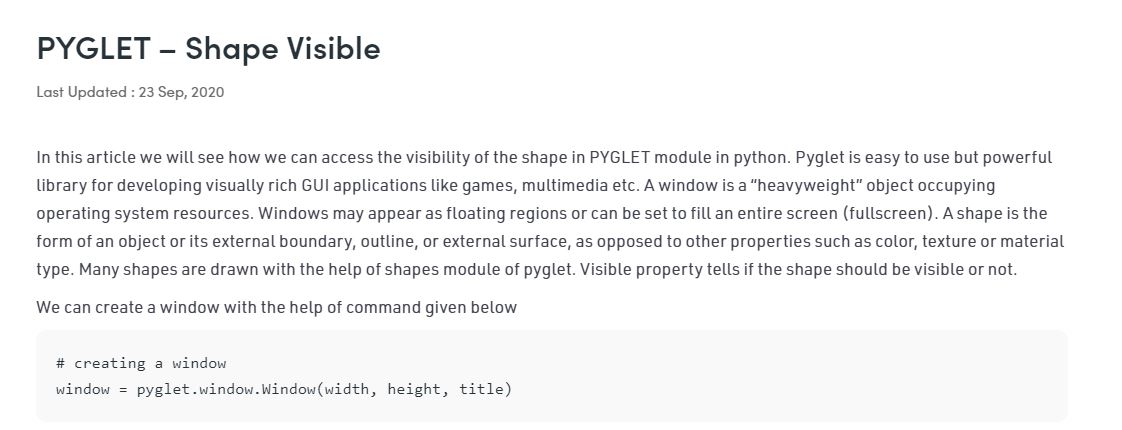 PYGLET – Shape Visible
Last Updated : 23 Sep, 2020
In this article we will see how we can access the visibility of the shape in PYGLET module in python. Pyglet is easy to use but powerful
library for developing visually rich GUI applications like games, multimedia etc. A window is a “heavyweight” object occupying
operating system resources. Windows may appear as floating regions or can be set to fill an entire screen (fullscreen). A shape is the
form of an object or its external boundary, outline, or external surface, as opposed to other properties such as color, texture or material
type. Many shapes are drawn with the help of shapes module of pyglet. Visible property tells if the shape should be visible or not.
We can create a window with the help of command given below
# creating a window
window = pyglet.window.Window(width, height, title)